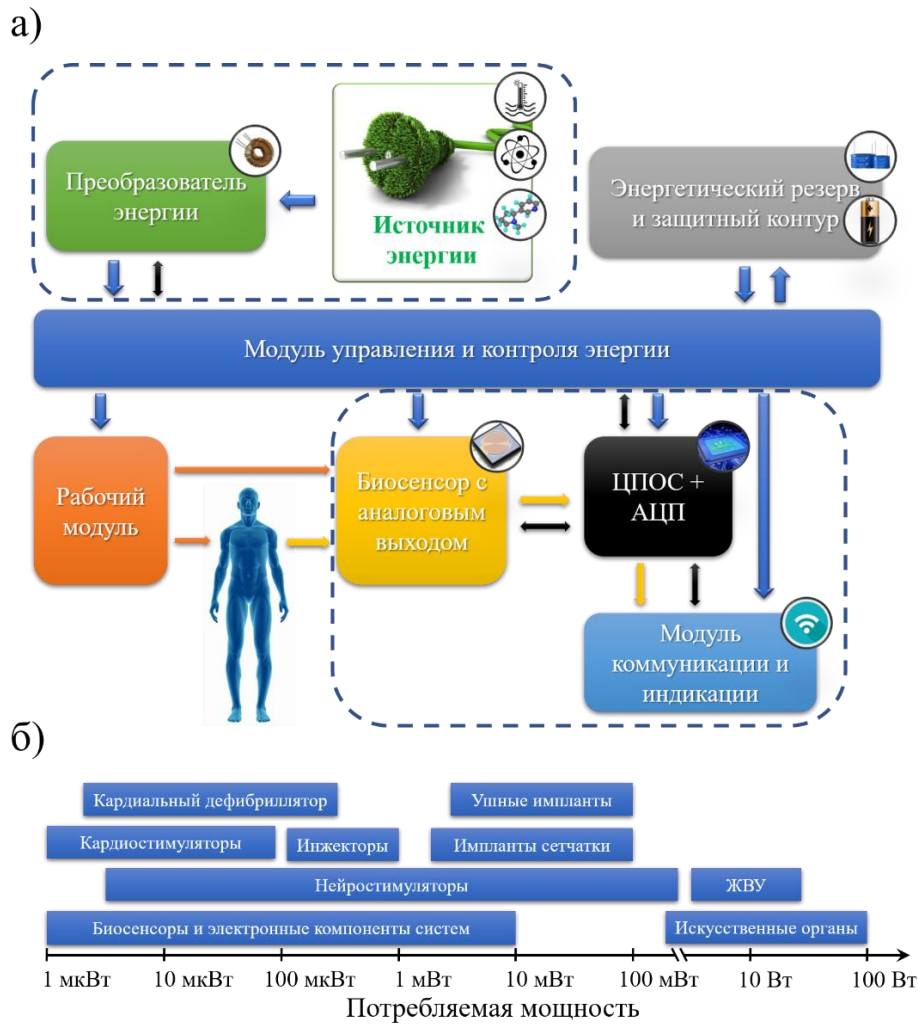 а)
Преобразователь
энергии
Источник
энергии
Энергетический резерв
и защитный контур
Модуль управления и контроля энергии
Рабочий
модуль
Биосенсор с
аналоговым
выходом
ЦПОС +
АЦП
Модуль
коммуникации и
индикации
б)
Кардиальный дефибриллятор
Ушные импланты
Кардиостимуляторы
Инжекторы
Импланты сетчатки
Нейростимуляторы
ЖВУ
Биосенсоры и электронные компоненты систем
Искусственные органы
1 мкВт
10 мкВт
100 мкВт
1 мВт
10 мВт
100 мВт
10 Вт
100 Вт
Потребляемая мощность